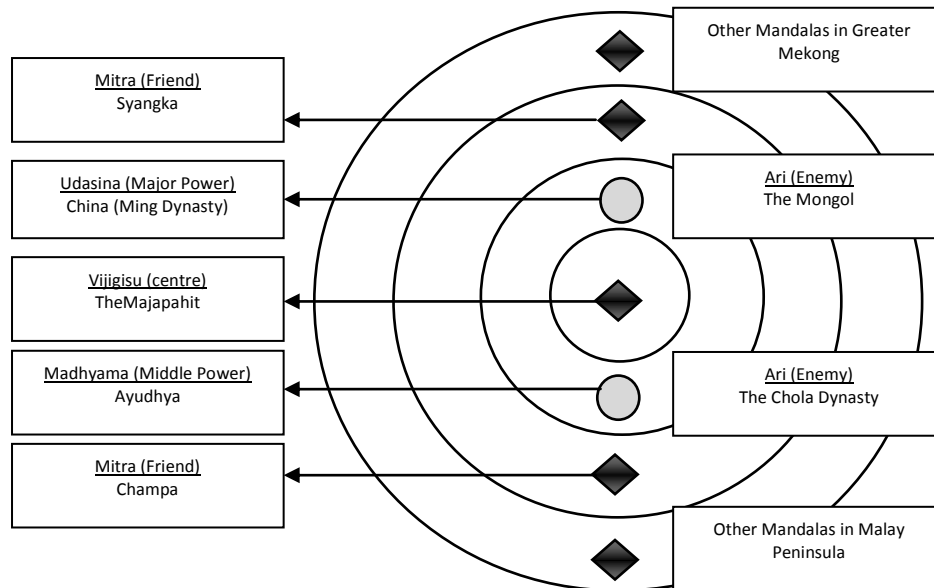 Other Mandalas in Greater
Mekong
Mitra (Friend)
Syangka
Udasina (Major Power)
China (Ming Dynasty)
Ari (Enemy)
The Mongol
Vijigisu (centre)
TheMajapahit
Madhyama (Middle Power)
Ayudhya
Ari (Enemy)
The Chola Dynasty
Mitra (Friend)
Champa
Other Mandalas in Malay
Peninsula